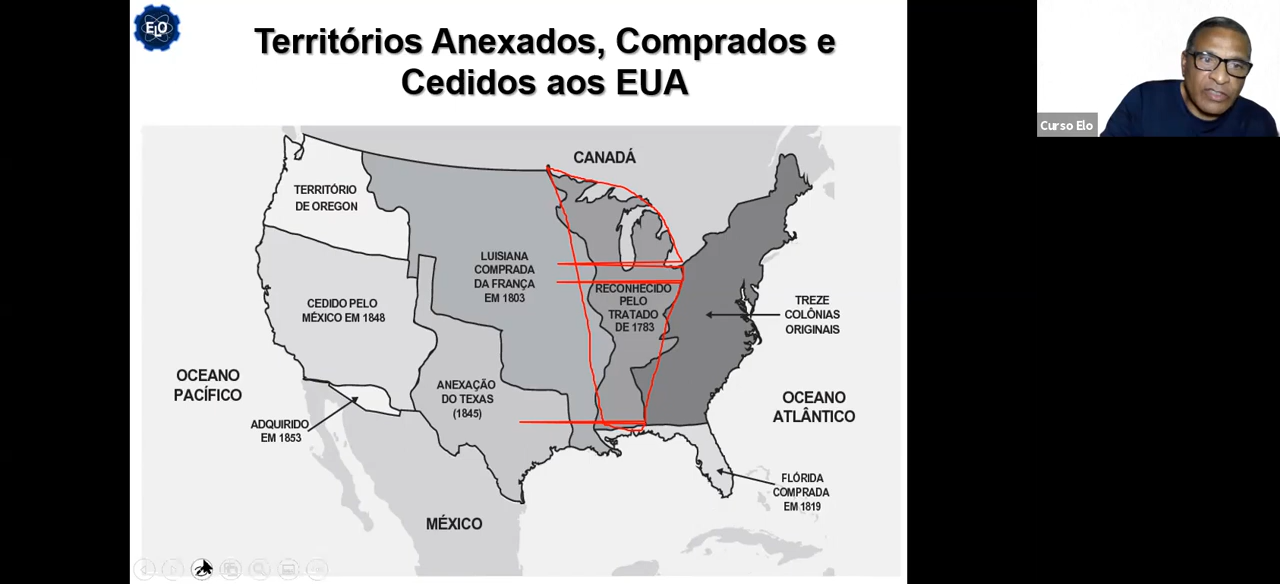 ELO
Territórios Anexados, Comprados e
Cedidos aos EUA
Curso Elo
CANADÁ
TERRITÓRIO
DE OREGON
LUISIANA
COMPRADA
DA FRANÇA
EM 1803
RECONHECIDO
PELO
TRATADO
DE 1783
CEDIDO PELO
MÉXICO EM 1848
TREZE
COLÔNIAS
ORIGINAIS
OCEANO
PACÍFICO
ANEXAÇÃO
DO TEXAS
(1845)
OCEANO
ATLÂNTICO
ADQUIRIDO
EM 1853
FLÓRIDA
COMPRADA
EM 1819
MÉXICO